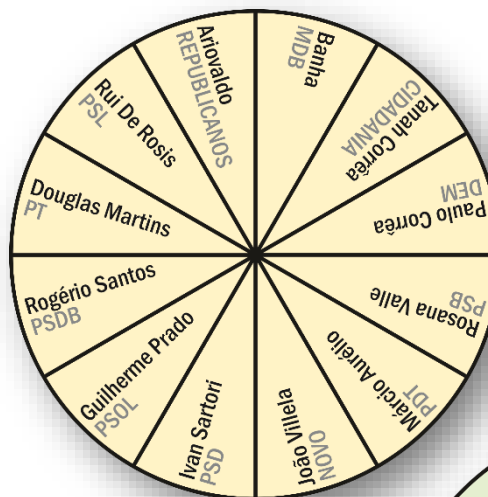 Banha
MDB
Tanah Corrêa
CIDADANIA
Paulo Corrêa
DEM
Rosana Valle
PSB
Márcio Aurélio
PDT
João Villela
NOVO
Ivan Sartori
PSD
Guilherme Prado
PSOL
Rogério Santos
PSDB
Douglas Martins
PT
Rui De Rosis
PSL
Ariovaldo
REPUBLICANOS